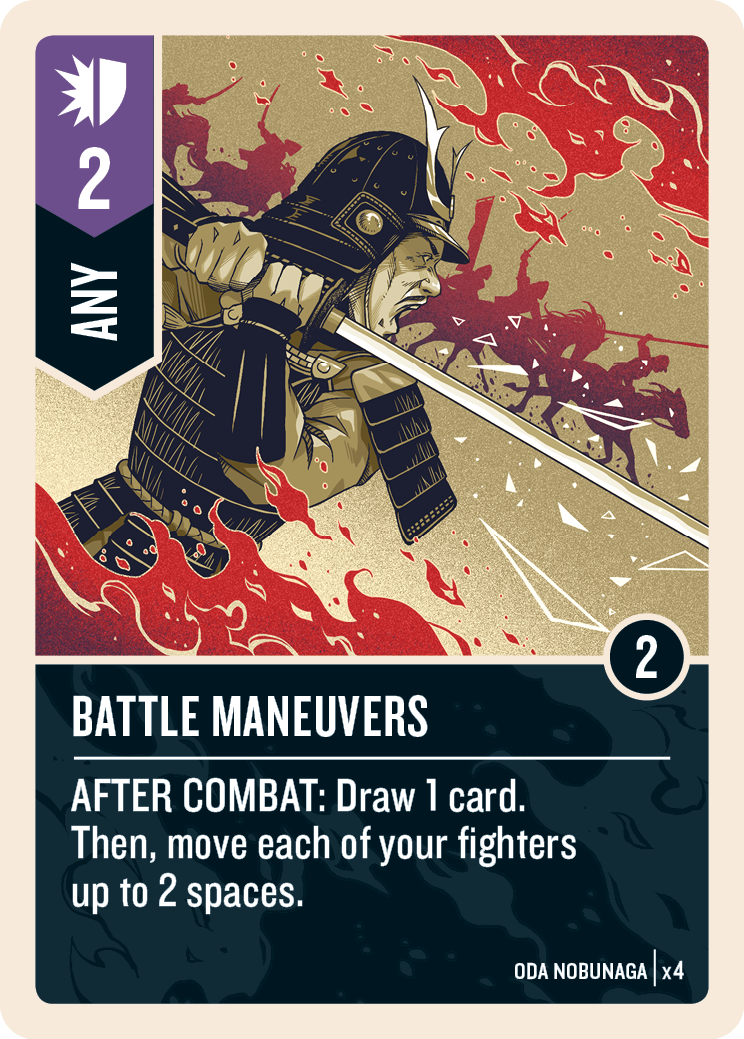 2
ANY
2
BATTLE MANEUVERS
AFTER COMBAT: Draw 1 card.
Then, move each of your fighters
up to 2 spaces.
ODA NOBUNAGA | x4